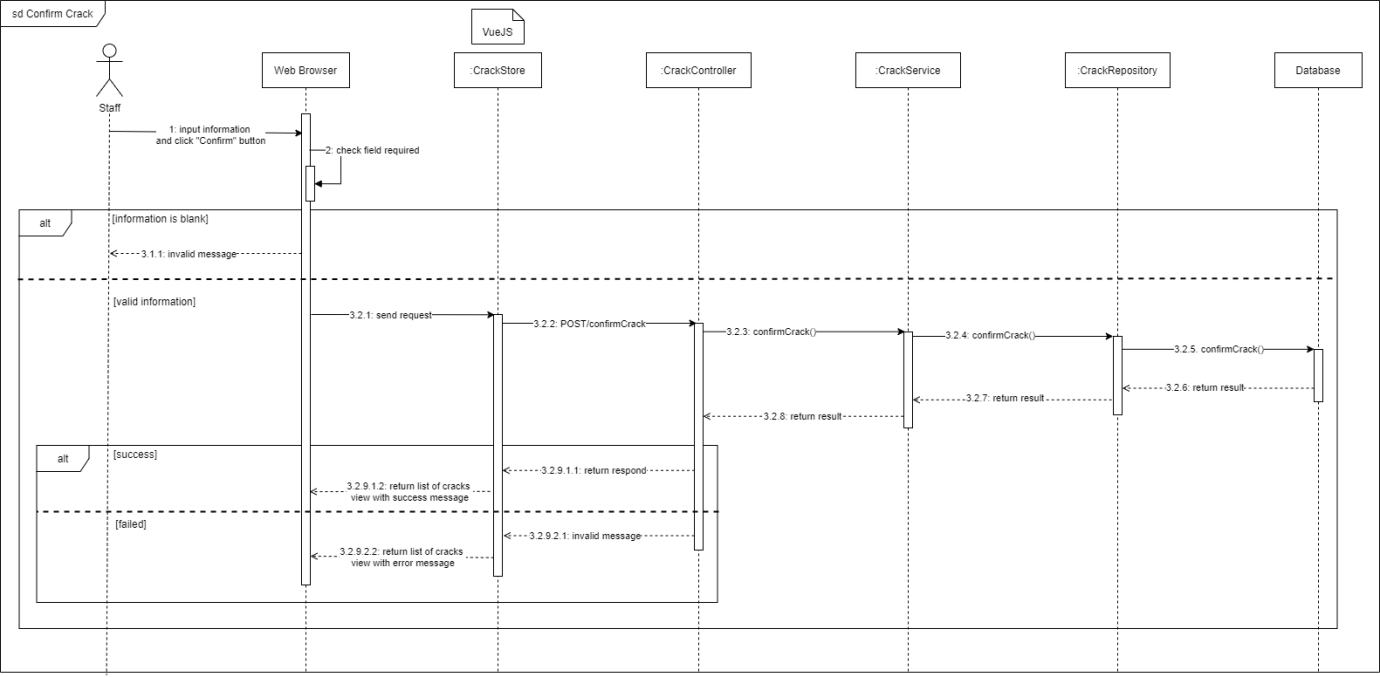 sd Confirm Crack
VueJS
Web Browser
:CrackStore
:CrackController
:CrackService
:CrackRepository
Database
Staff
1: input information
and click "Confirm" button
2: check field required
alt
[information is blank]
3.1.1: invalid message
[valid information]
3.2.1: send request
3.2.2: POST/confirmCrack
3.2.3: confirmCrack()
3.2.4: confirmCrack()
3.2.5. confirmCrack()
3.2.6: return result
3.2.7: return result
3.2.8: return result
alt
[success]
3.2.9.1.1: return respond
3.2.9.1.2: return list of cracks
view with success message
[failed]
3.2.9.2.1: invalid message
3.2.9.2.2: return list of cracks
view with error message